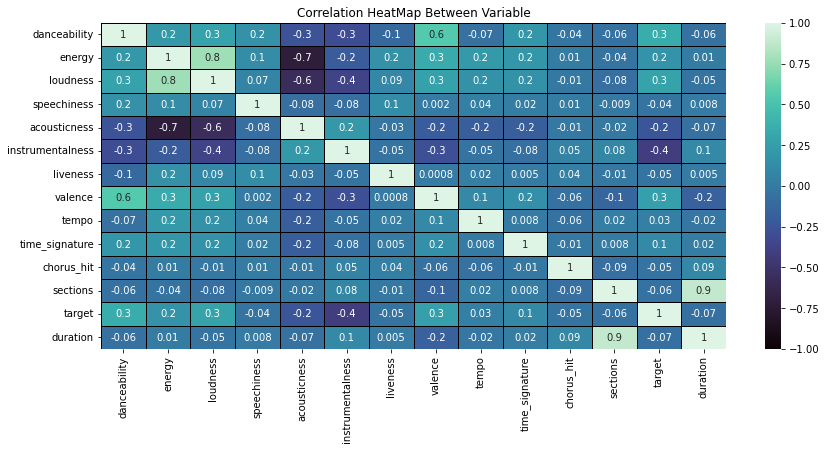 Correlation HeatMap Between Variable
danceability 1 0.2 0.3 0.2 -0.3 -0.3 -0.1 0.6 -0.07 0.2 -0.04 -0.06 0.3 -0.06
energy 0.2 1 0.8 0.1 -0.7 -0.2 0.2 0.3 0.2 0.2 0.01 -0.04 0.2 0.01
loudness 0.3 0.8 1 0.07 -0.6 -0.4 0.09 0.3 0.2 0.2 -0.01 -0.08 0.3 -0.05
speechiness 0.2 0.1 0.07 1 -0.08 -0.08 0.1 0.002 0.04 0.02 0.01 -0.009 -0.04 0.008
acousticness -0.3 -0.7 -0.6 -0.08 1 0.2 -0.03 -0.2 -0.2 -0.2 -0.01 -0.02 -0.2 -0.07
instrumentalness -0.3 -0.2 -0.4 -0.08 0.2 1 -0.05 -0.3 -0.05 -0.08 0.05 0.08 -0.4 0.1
liveness -0.1 0.2 0.09 0.1 -0.03 -0.05 1 0.0008 0.02 0.005 0.04 -0.01 -0.05 0.005
valence 0.6 0.3 0.3 0.002 -0.2 -0.3 0.0008 1 0.1 0.2 -0.06 -0.1 0.3 -0.2
tempo -0.07 0.2 0.2 0.04 -0.2 -0.05 0.02 0.1 1 0.008 -0.06 0.02 0.03 -0.02
time_signature 0.2 0.2 0.2 0.02 -0.2 -0.08 0.005 0.2 0.008 1 -0.01 0.008 0.1 0.02
chorus_hit -0.04 0.01 -0.01 0.01 -0.01 0.05 0.04 -0.06 -0.06 -0.01 1 -0.09 -0.05 0.09
sections -0.06 -0.04 -0.08 -0.009 -0.02 0.08 -0.01 -0.1 0.02 0.008 -0.09 1 -0.06 0.9
target 0.3 0.2 0.3 -0.04 -0.2 -0.4 -0.05 0.3 0.03 0.1 -0.05 -0.06 1 -0.07
duration -0.06 0.01 -0.05 0.008 -0.07 0.1 0.005 -0.2 -0.02 0.02 0.09 0.9 -0.07 1
danceability energy loudness speechiness acousticness instrumentalness liveness valence tempo time_signature chorus_hit sections target duration
1.00
0.75
0.50
0.25
0.00
−0.25
−0.50
−0.75
−1.00